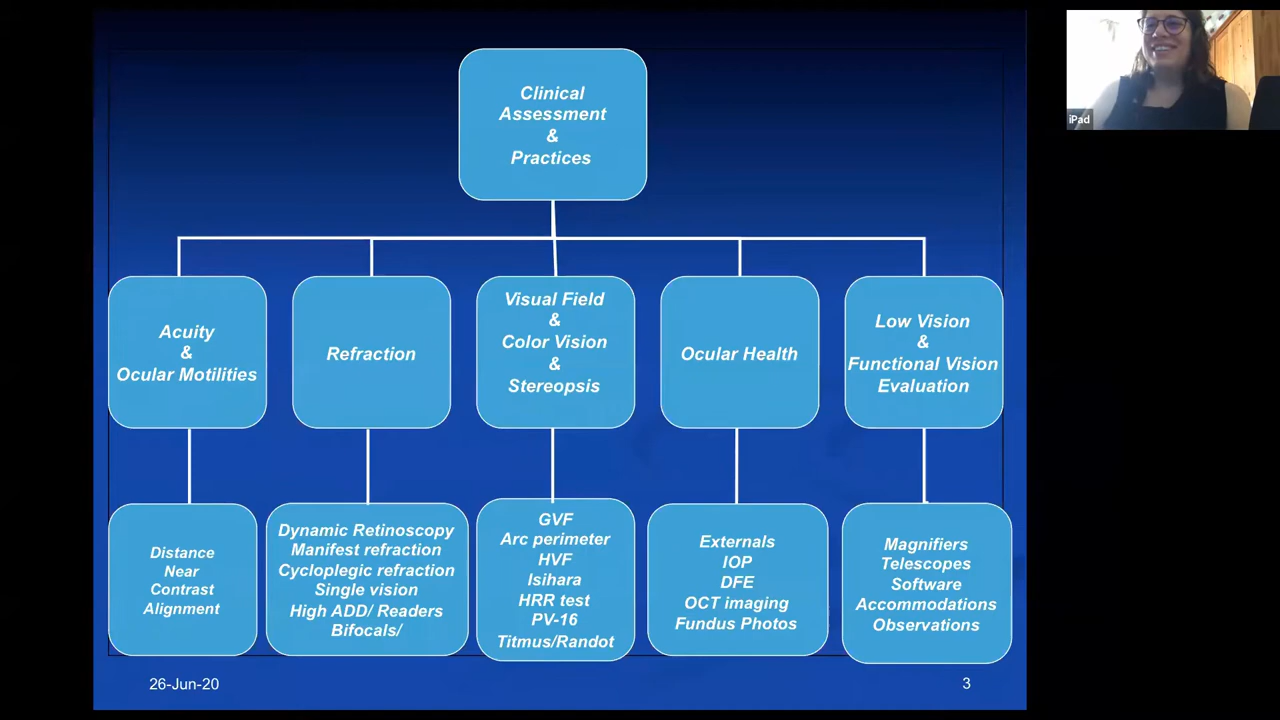 Clinical
Assessment
&
Practices
iPad
Acuity
&
Ocular Motilities
Refraction
Visual Field
&
Color Vision
&
Stereopsis
Ocular Health
Low Vision
&
Functional Vision
Evaluation
Distance
Near
Contrast
Alignment
Dynamic Retinoscopy
Manifest refraction
Cycloplegic refraction
Single vision
High ADD/ Readers
Bifocals/
GVF
Arc perimeter
HVF
Isihara
HRR test
PV-16
Titmus/Randot
Externals
IOP
DFE
OCT imaging
Fundus Photos
Magnifiers
Telescopes
Software
Accommodations
Observations
26-Jun-20
3